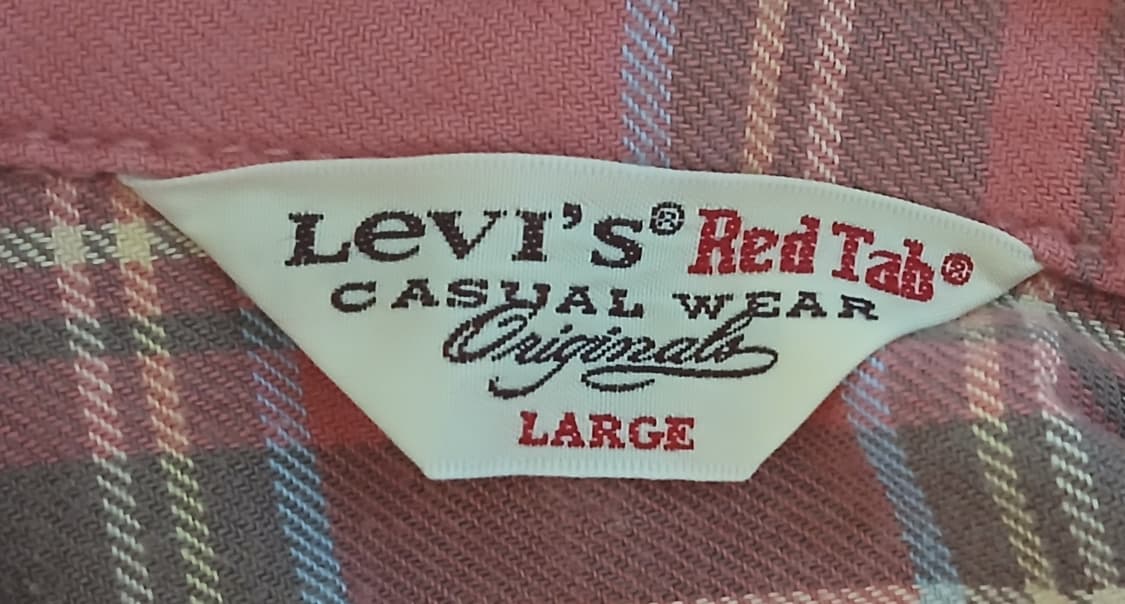 Levi's® Red Tab®
CASUAL WEAR
Originals
LARGE